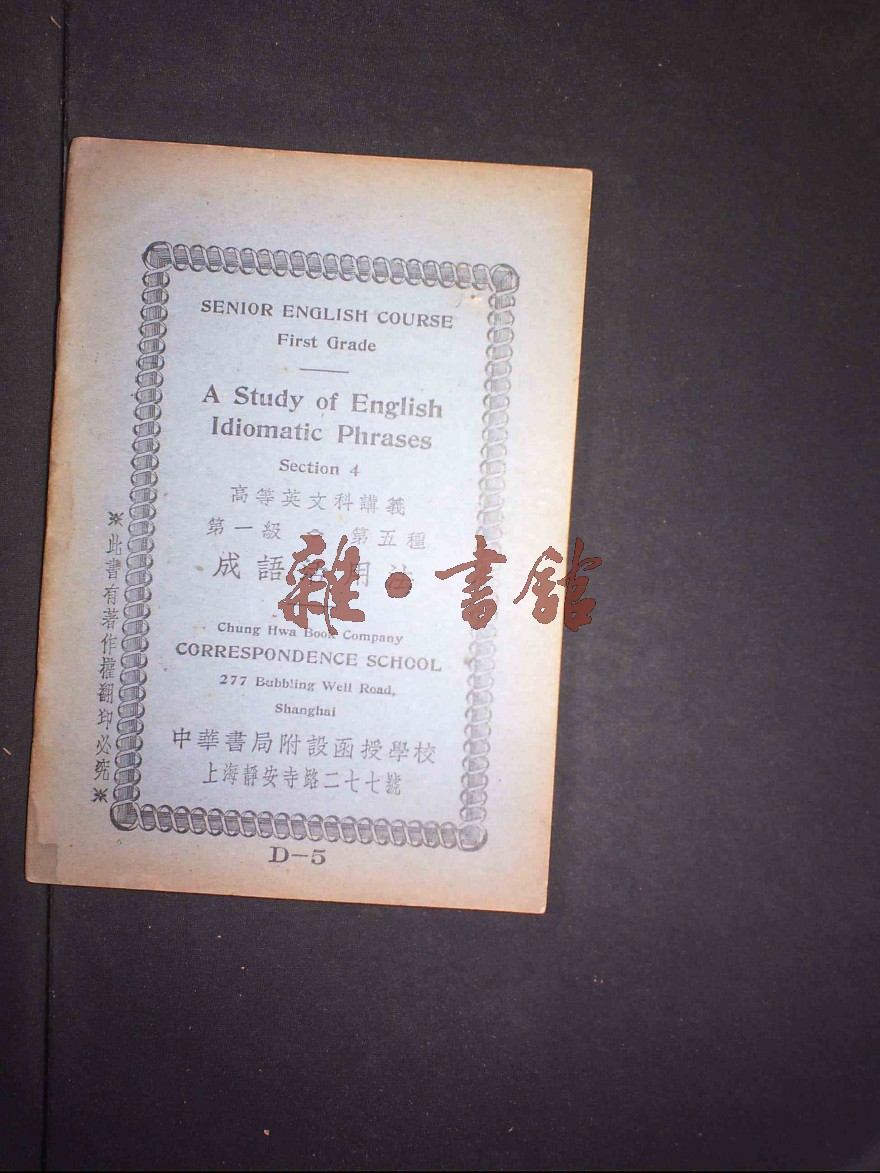 SENIOR ENGLISH COURSE
First Grade
A Study of English
Idiomatic Phrases
Section 4
高等英文科講義
第一級 第五種
成語 用法
Chung Hwa Book Company
CORRESPONDENCE SCHOOL
277 Bubbling Well Road,
Shanghai
中華書局附設函授學校
上海靜安寺路二七七號
※此書有著作權翻印必究※
D-5
雜·書館